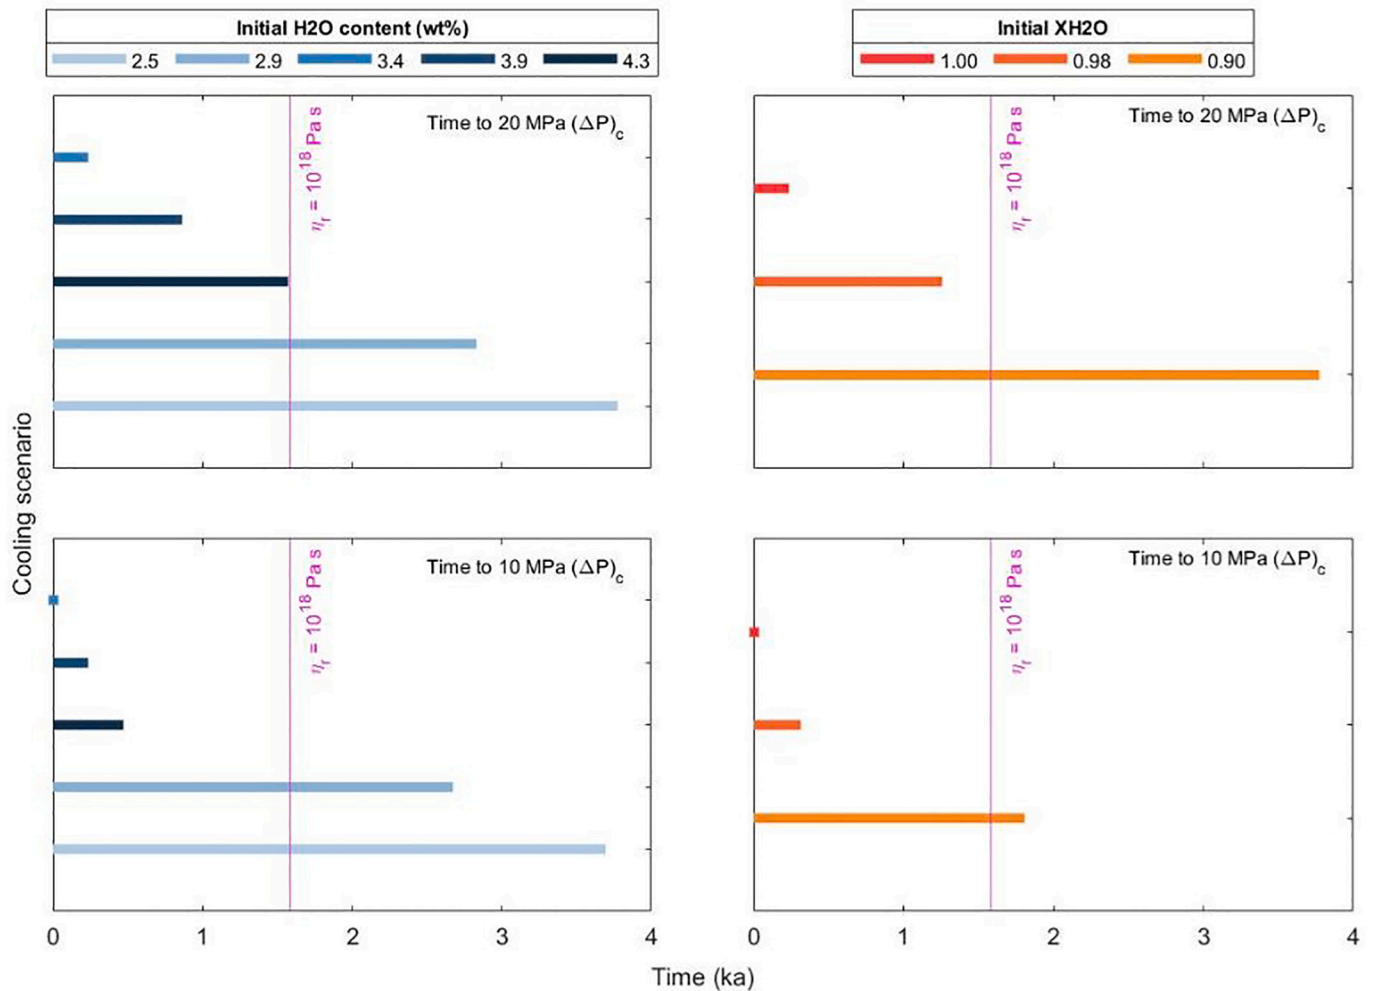 Initial H2O content (wt%)
2.5 2.9 3.4 3.9 4.3
Initial XH2O
1.00 0.98 0.90
Time to 20 MPa (ΔP)c
ηr = 10^18 Pa s
Time to 20 MPa (ΔP)c
ηr = 10^18 Pa s
Cooling scenario
Time to 10 MPa (ΔP)c
ηr = 10^18 Pa s
Time to 10 MPa (ΔP)c
ηr = 10^18 Pa s
0 1 2 3 4
0 1 2 3 4
Time (ka)